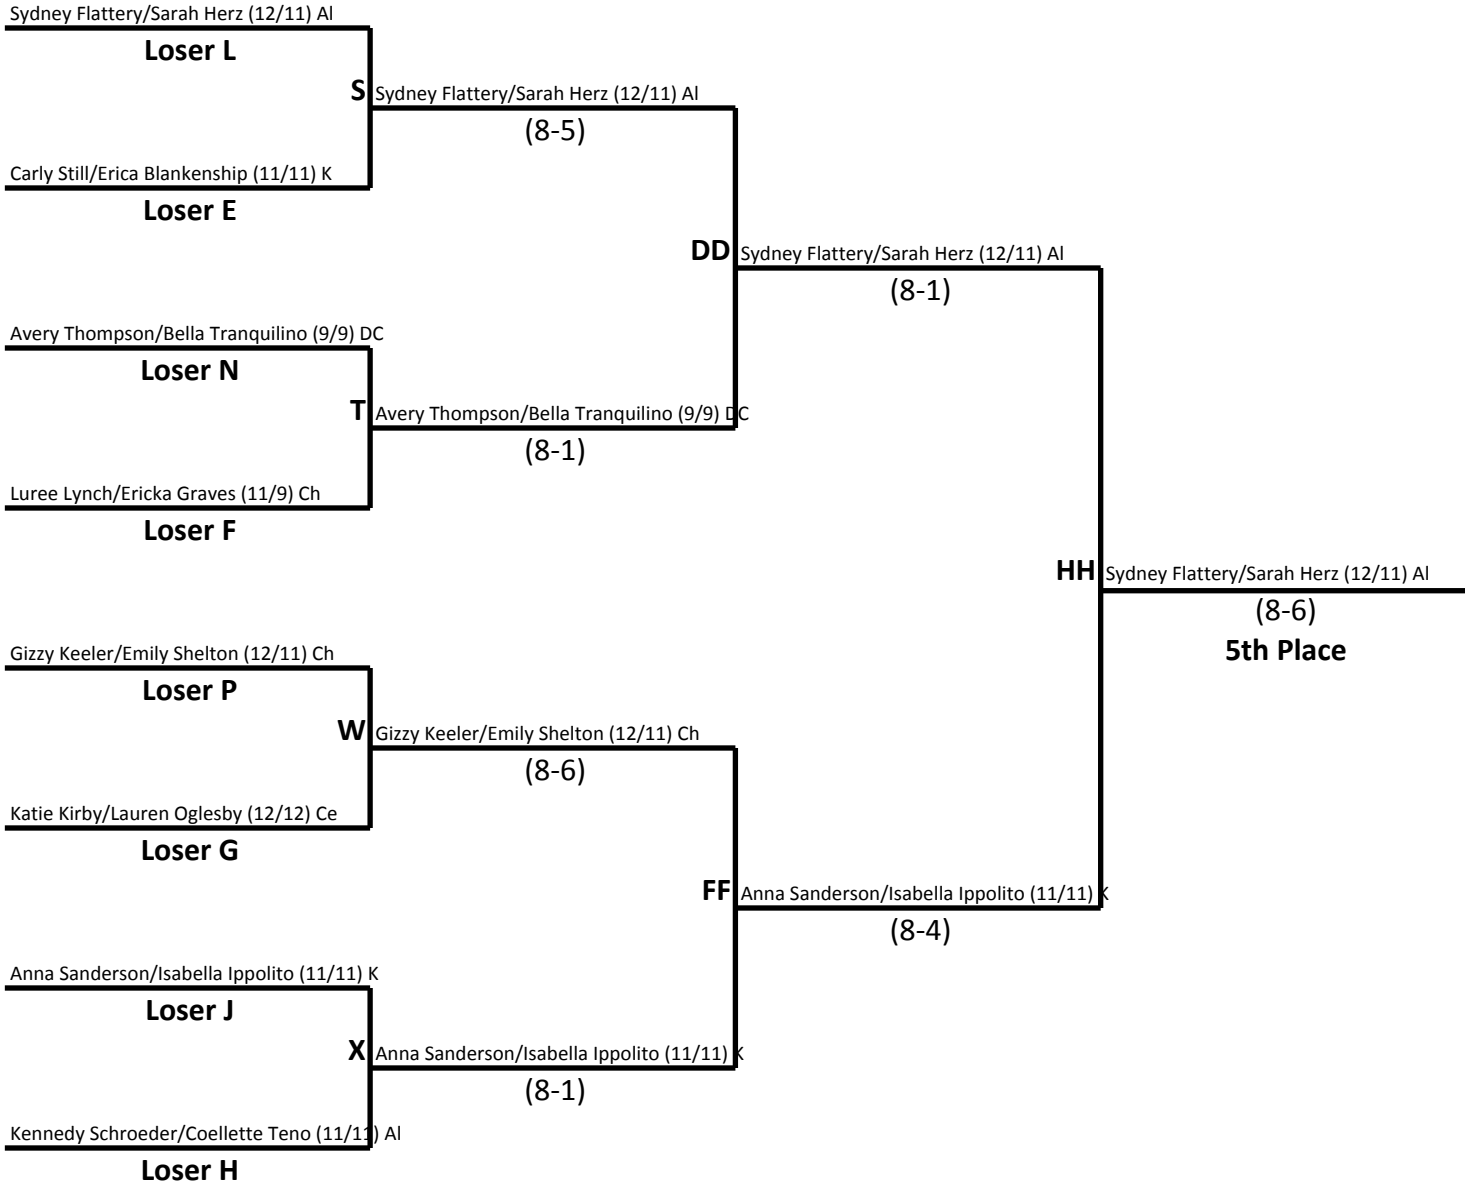 Sydney Flattery/Sarah Herz (12/11) Al
Loser L
S
Sydney Flattery/Sarah Herz (12/11) Al
(8-5)
Carly Still/Erica Blankenship (11/11) K
Loser E
DD
Sydney Flattery/Sarah Herz (12/11) Al
(8-1)
Avery Thompson/Bella Tranquilino (9/9) DC
Loser N
T
Avery Thompson/Bella Tranquilino (9/9) DC
(8-1)
Luree Lynch/Ericka Graves (11/9) Ch
Loser F
HH
Sydney Flattery/Sarah Herz (12/11) Al
(8-6)
5th Place
Gizzy Keeler/Emily Shelton (12/11) Ch
Loser P
W
Gizzy Keeler/Emily Shelton (12/11) Ch
(8-6)
Katie Kirby/Lauren Oglesby (12/12) Ce
Loser G
FF
Anna Sanderson/Isabella Ippolito (11/11) K
(8-4)
Anna Sanderson/Isabella Ippolito (11/11) K
Loser J
X
Anna Sanderson/Isabella Ippolito (11/11) K
(8-1)
Kennedy Schroeder/Coellette Teno (11/11) Al
Loser H